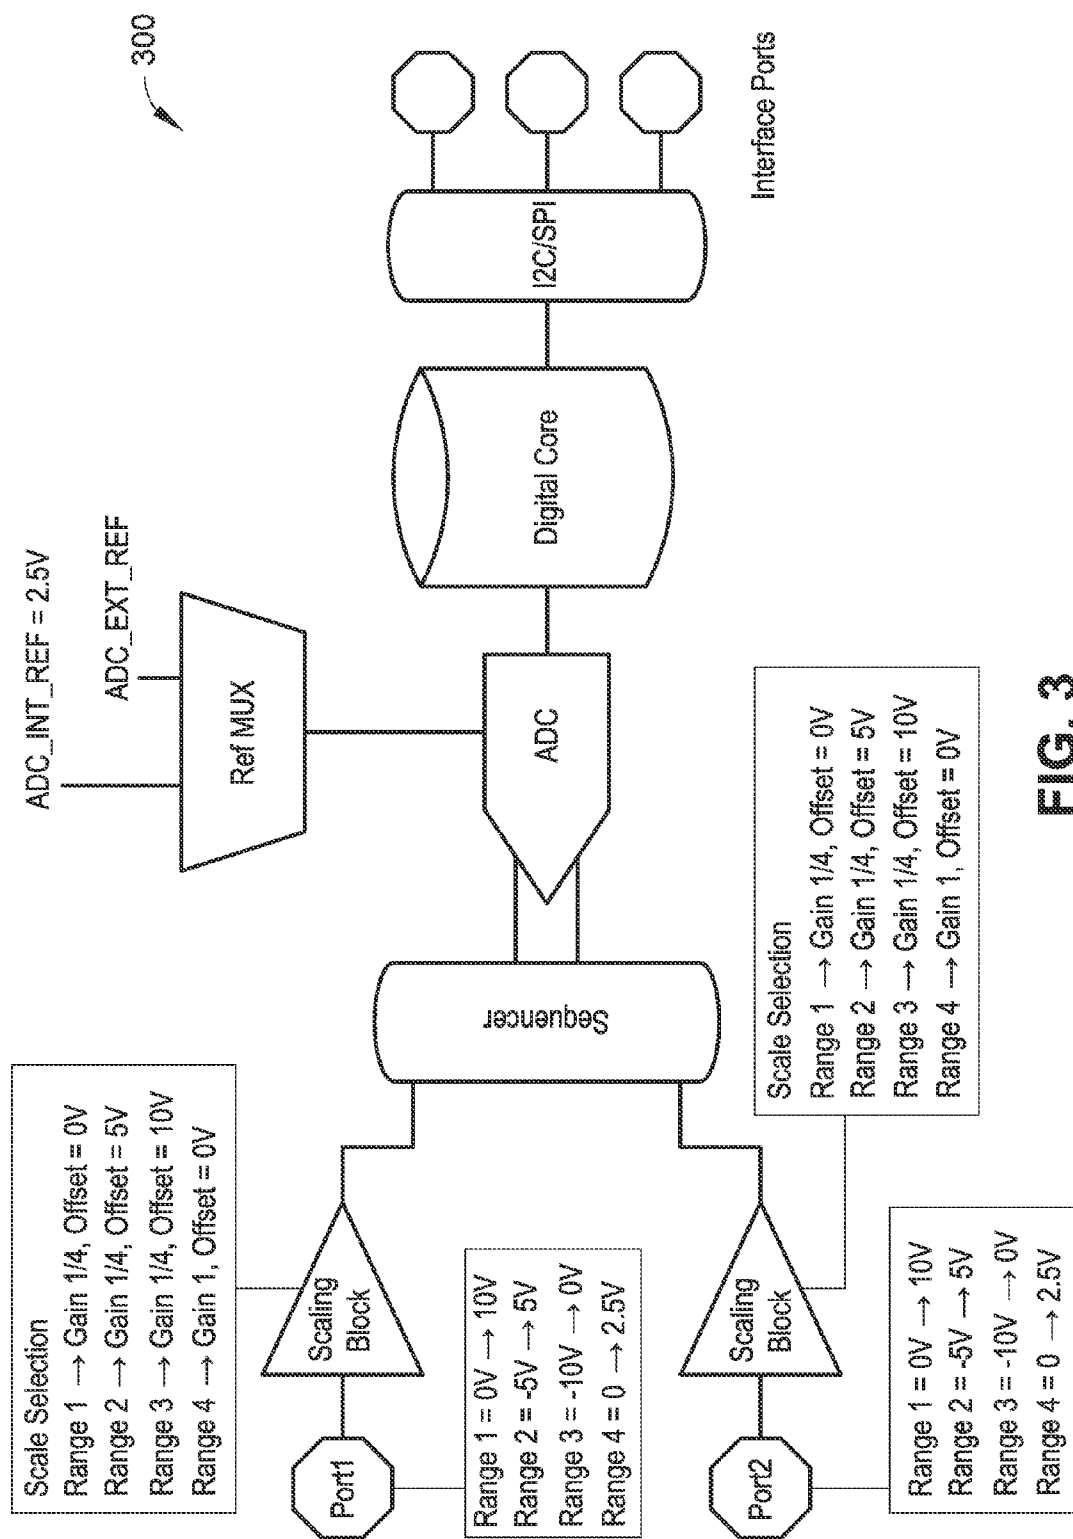 300
ADC_INT_REF = 2.5V
ADC_EXT_REF
Ref MUX
Scale Selection
Range 1 → Gain 1/4, Offset = 0V
Range 2 → Gain 1/4, Offset = 5V
Range 3 → Gain 1/4, Offset = 10V
Range 4 → Gain 1, Offset = 0V
Port1
Scaling
Block
Range 1 = 0V → 10V
Range 2 = -5V → 5V
Range 3 = -10V → 0V
Range 4 = 0 → 2.5V
Sequencer
ADC
Digital Core
I2C/SPI
Interface Ports
Port2
Scaling
Block
Scale Selection
Range 1 → Gain 1/4, Offset = 0V
Range 2 → Gain 1/4, Offset = 5V
Range 3 → Gain 1/4, Offset = 10V
Range 4 → Gain 1, Offset = 0V
Range 1 = 0V → 10V
Range 2 = -5V → 5V
Range 3 = -10V → 0V
Range 4 = 0 → 2.5V
FIG. 3